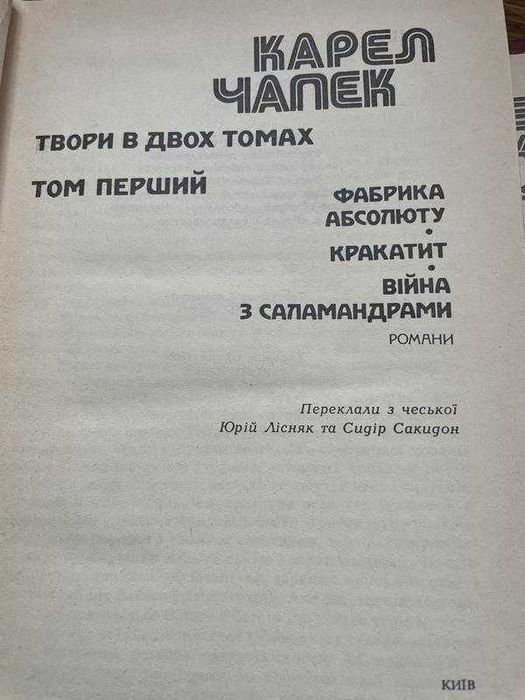 КАРЕЛ
ЧАПЕК
ТВОРИ В ДВОХ ТОМАХ
ТОМ ПЕРШИЙ
ФАБРИКА
АБСОЛЮТУ
•
КРАКАТИТ
•
ВІЙНА
З САЛАМАНДРАМИ
РОМАНИ
Переклали з чеської
Юрій Лісняк та Сидір Сакидон
КИЇВ